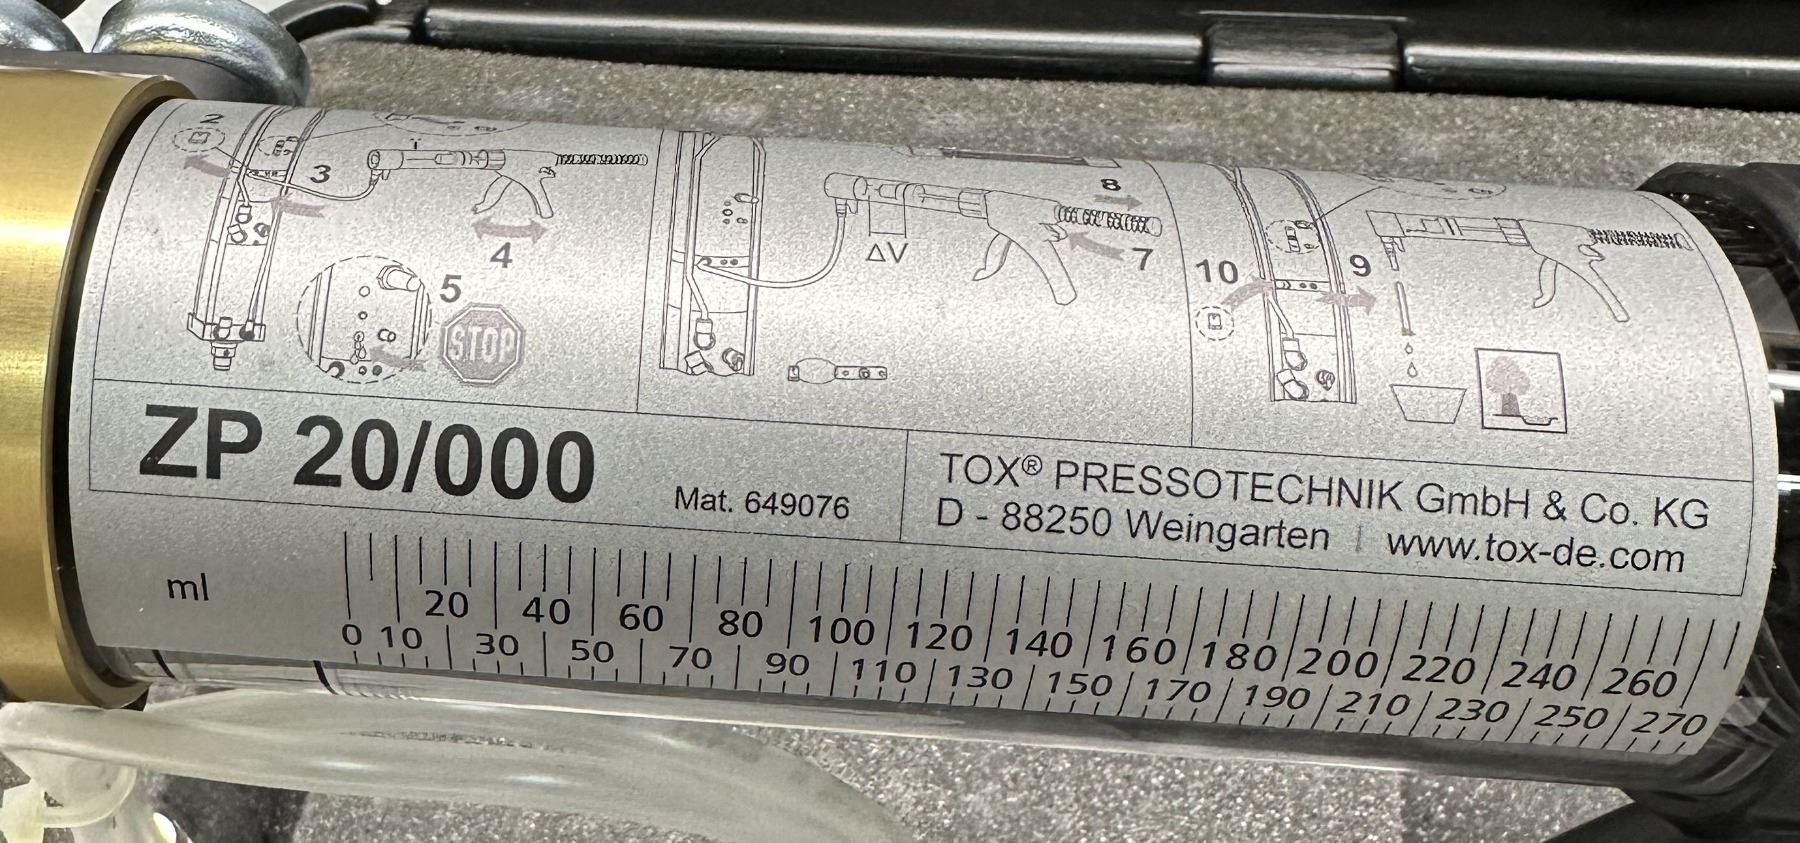 2
3
4
5
STOP
ΔV
8
7
10
9
ZP 20/000
Mat. 649076
TOX® PRESSOTECHNIK GmbH & Co. KG
D - 88250 Weingarten | www.tox-de.com
ml
20 40 60 80 100 120 140 160 180 200 220 240 260
0 10 30 50 70 90 110 130 150 170 190 210 230 250 270